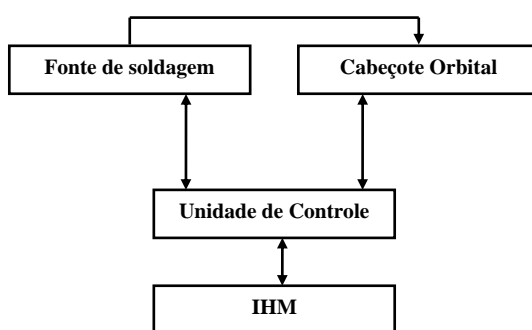 Fonte de soldagem
Cabeçote Orbital
Unidade de Controle
IHM